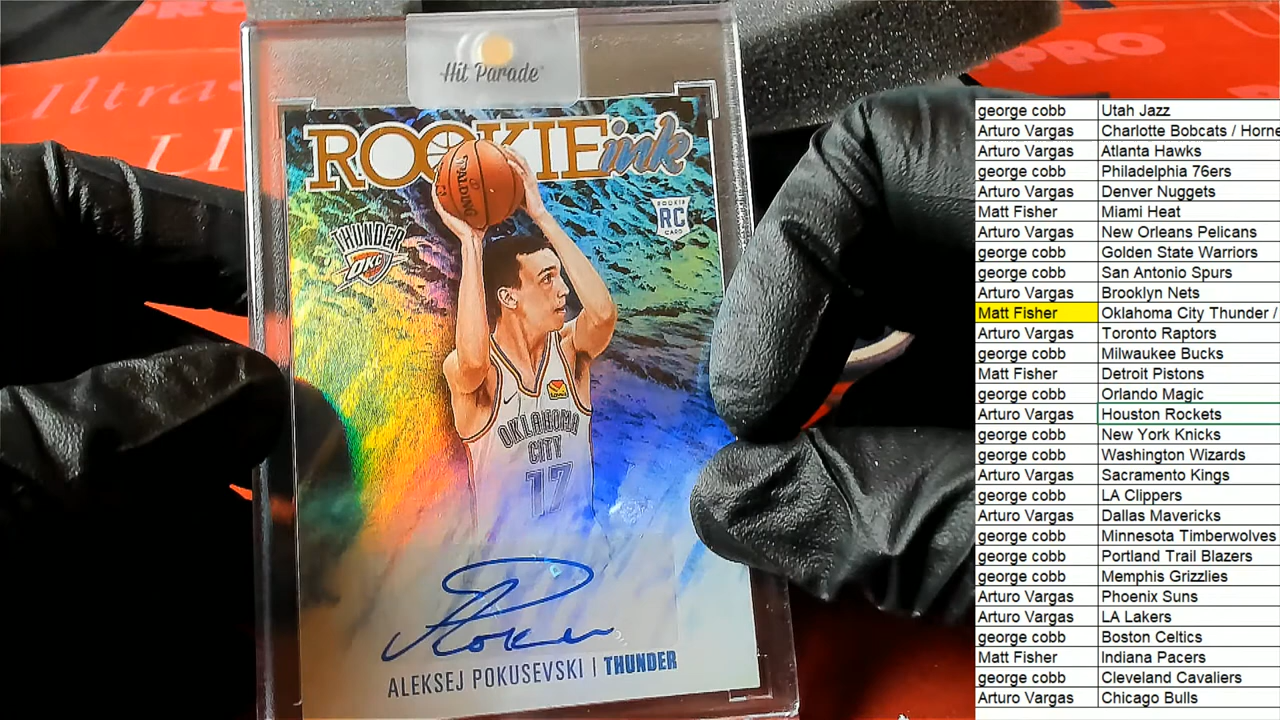 Ultra
PRO
U
U
Hit Parade
ROOKIE ink
SPALDING
ROOKIE
RC
CARD
THUNDER
OKC
OKLAHOMA
CITY
17
ALEKSEJ POKUSEVSKI | THUNDER
george cobb Utah Jazz
Arturo Vargas Charlotte Bobcats / Horne
Arturo Vargas Atlanta Hawks
george cobb Philadelphia 76ers
Arturo Vargas Denver Nuggets
Matt Fisher Miami Heat
Arturo Vargas New Orleans Pelicans
george cobb Golden State Warriors
george cobb San Antonio Spurs
Arturo Vargas Brooklyn Nets
Matt Fisher Oklahoma City Thunder /
Arturo Vargas Toronto Raptors
george cobb Milwaukee Bucks
Matt Fisher Detroit Pistons
george cobb Orlando Magic
Arturo Vargas Houston Rockets
george cobb New York Knicks
george cobb Washington Wizards
Arturo Vargas Sacramento Kings
george cobb LA Clippers
Arturo Vargas Dallas Mavericks
george cobb Minnesota Timberwolves
george cobb Portland Trail Blazers
george cobb Memphis Grizzlies
Arturo Vargas Phoenix Suns
Arturo Vargas LA Lakers
george cobb Boston Celtics
Matt Fisher Indiana Pacers
george cobb Cleveland Cavaliers
Arturo Vargas Chicago Bulls